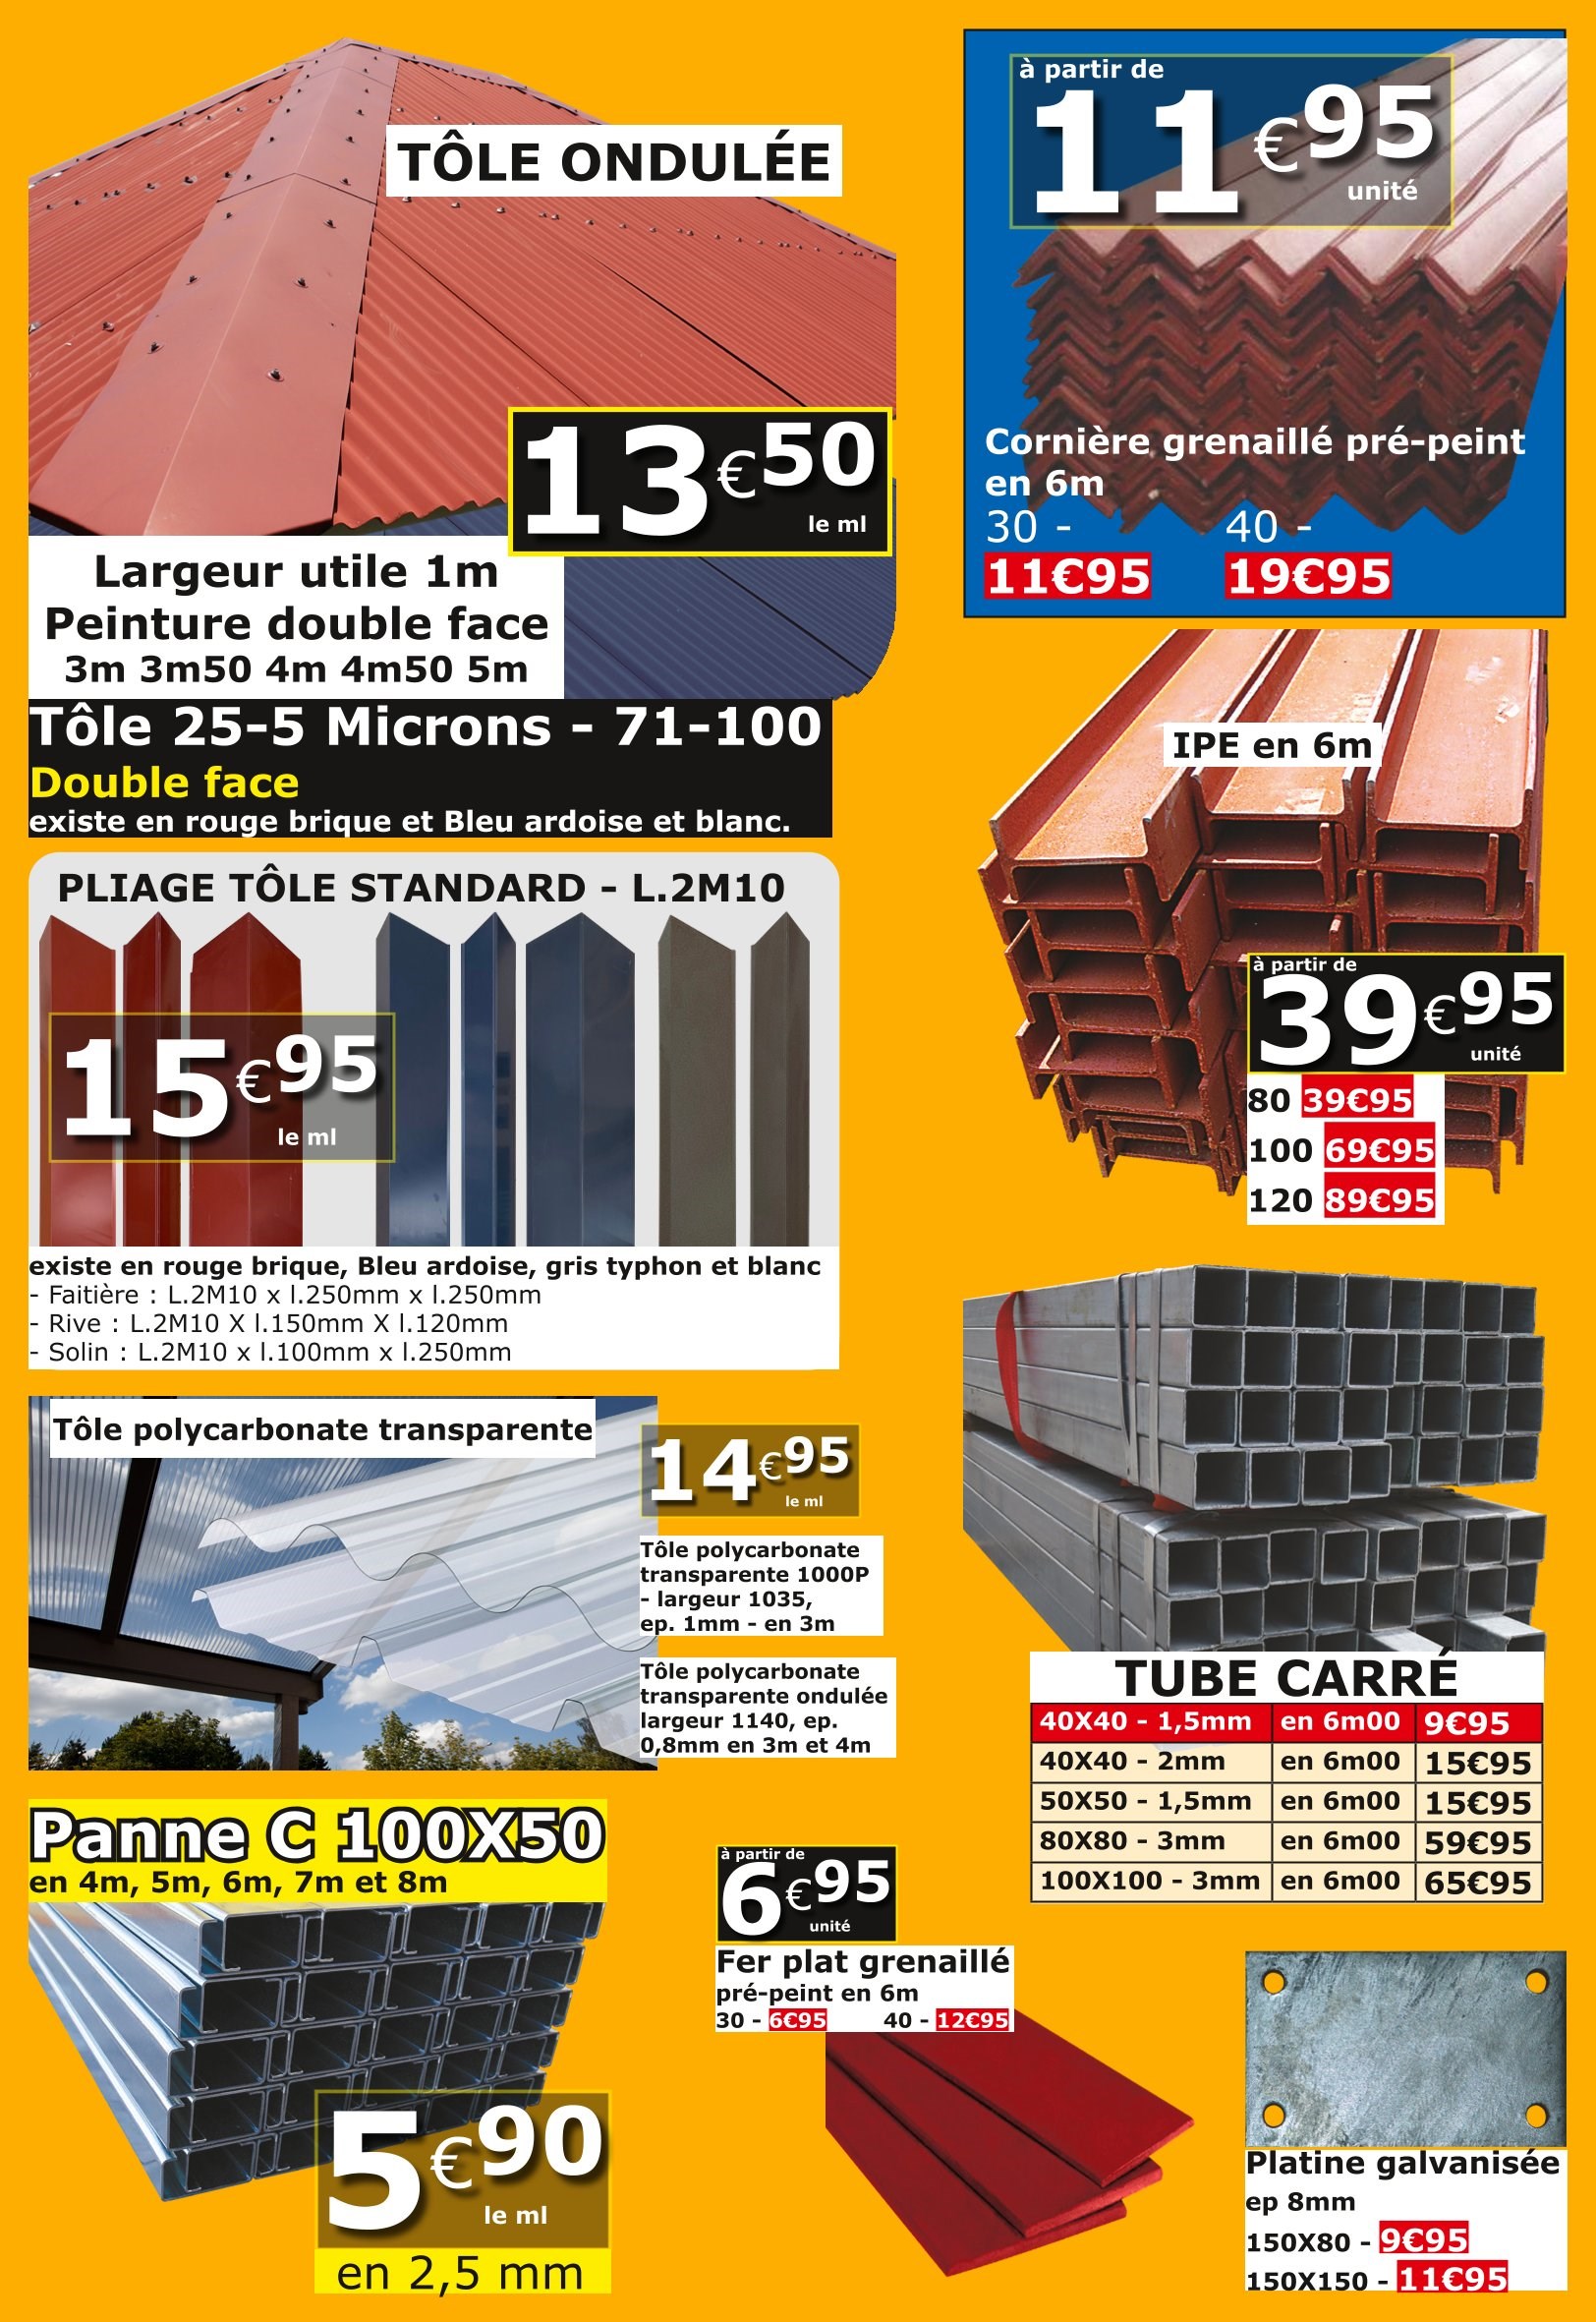 TÔLE ONDULÉE
13€50
le ml
Largeur utile 1m
Peinture double face
3m 3m50 4m 4m50 5m
Tôle 25-5 Microns - 71-100
Double face
existe en rouge brique et Bleu ardoise et blanc.
PLIAGE TÔLE STANDARD - L.2M10
15€95
le ml
existe en rouge brique, Bleu ardoise, gris typhon et blanc
- Faitière : L.2M10 x l.250mm x l.250mm
- Rive : L.2M10 X l.150mm X l.120mm
- Solin : L.2M10 x l.100mm x l.250mm
Tôle polycarbonate transparente
14€95
le ml
Tôle polycarbonate
transparente 1000P
- largeur 1035,
ep. 1mm - en 3m
Tôle polycarbonate
transparente ondulée
largeur 1140, ep.
0,8mm en 3m et 4m
Panne C 100X50
en 4m, 5m, 6m, 7m et 8m
5€90
le ml
en 2,5 mm
à partir de
6€95
unité
Fer plat grenaillé
pré-peint en 6m
30 - 6€95 40 - 12€95
à partir de
11€95
unité
Cornière grenaillé pré-peint
en 6m
30 - 40 -
11€95 19€95
IPE en 6m
à partir de
39€95
unité
80 39€95
100 69€95
120 89€95
TUBE CARRÉ
40X40 - 1,5mm en 6m00 9€95
40X40 - 2mm en 6m00 15€95
50X50 - 1,5mm en 6m00 15€95
80X80 - 3mm en 6m00 59€95
100X100 - 3mm en 6m00 65€95
Platine galvanisée
ep 8mm
150X80 - 9€95
150X150 - 11€95